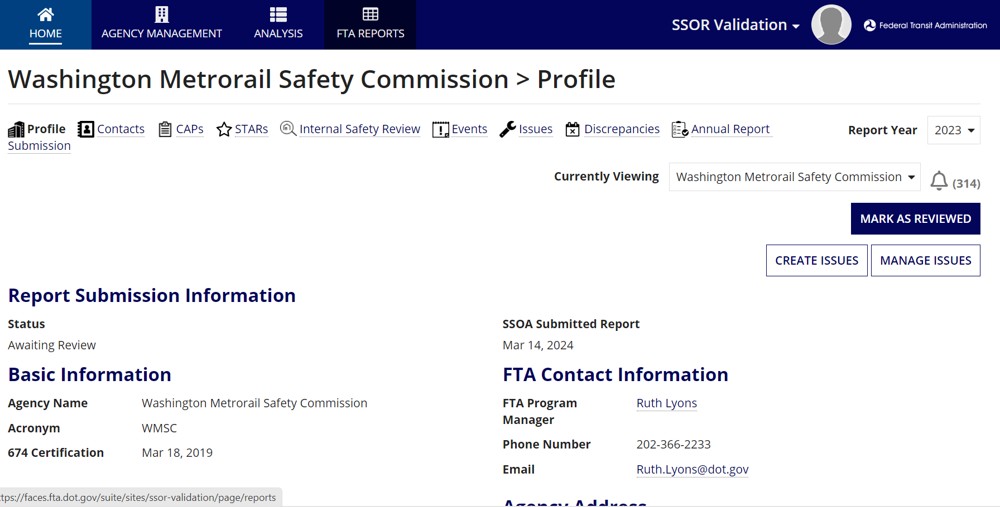 HOME
AGENCY MANAGEMENT
ANALYSIS
FTA REPORTS
SSOR Validation
Federal Transit Administration
Washington Metrorail Safety Commission > Profile
Profile Contacts CAPs STARs Internal Safety Review Events Issues Discrepancies Annual Report
Submission
Report Year 2023
Currently Viewing Washington Metrorail Safety Commission (314)
MARK AS REVIEWED
CREATE ISSUES MANAGE ISSUES
Report Submission Information
Status
Awaiting Review
SSOA Submitted Report
Mar 14, 2024
Basic Information
Agency Name Washington Metrorail Safety Commission
Acronym WMSC
674 Certification Mar 18, 2019
FTA Contact Information
FTA Program Ruth Lyons
Manager
Phone Number 202-366-2233
Email Ruth.Lyons@dot.gov
Agency Address
tps://faces.fta.dot.gov/suite/sites/ssor-validation/page/reports